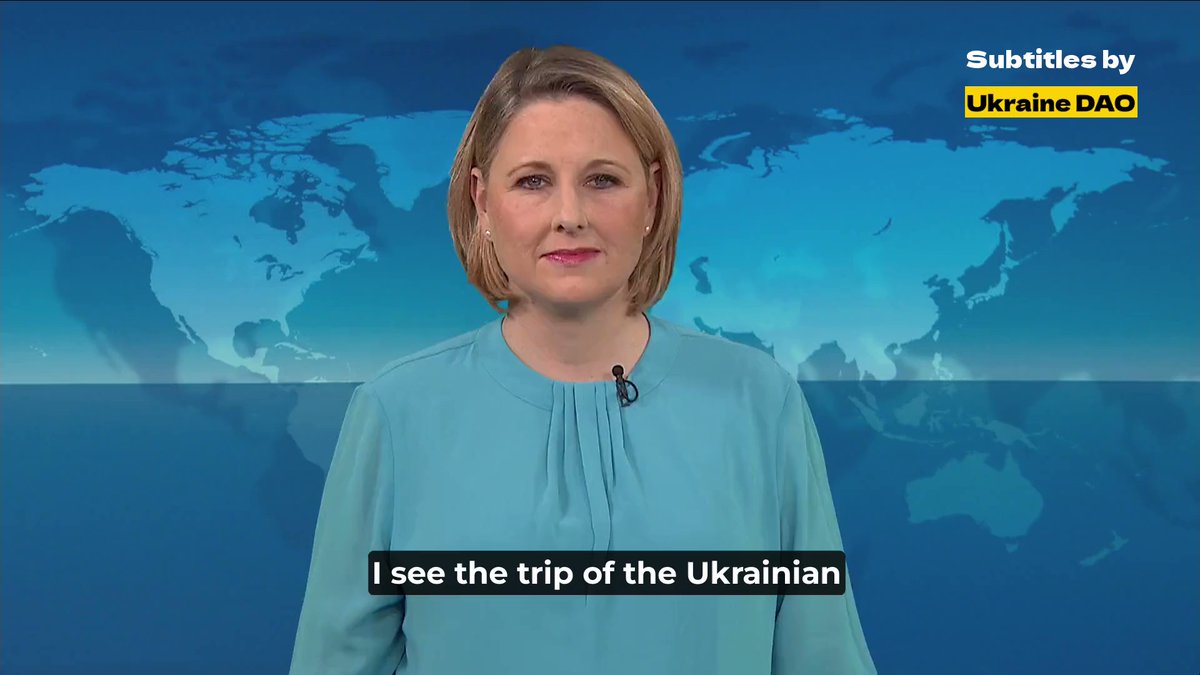 Subtitles by
Ukraine DAO
I see the trip of the Ukrainian